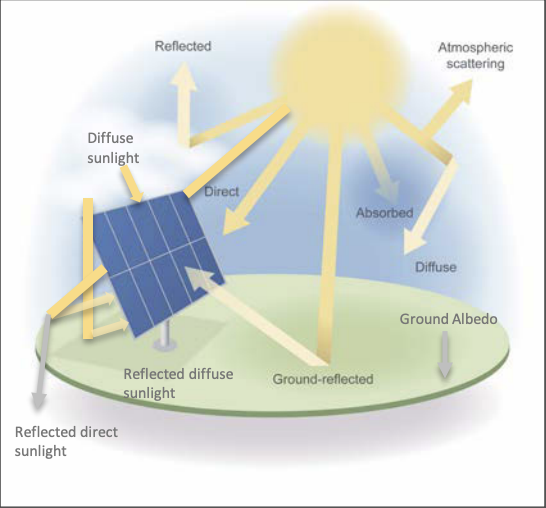 Reflected
Atmospheric
scattering
Diffuse
sunlight
Direct
Absorbed
Diffuse
Ground Albedo
Reflected diffuse
sunlight
Ground-reflected
Reflected direct
sunlight